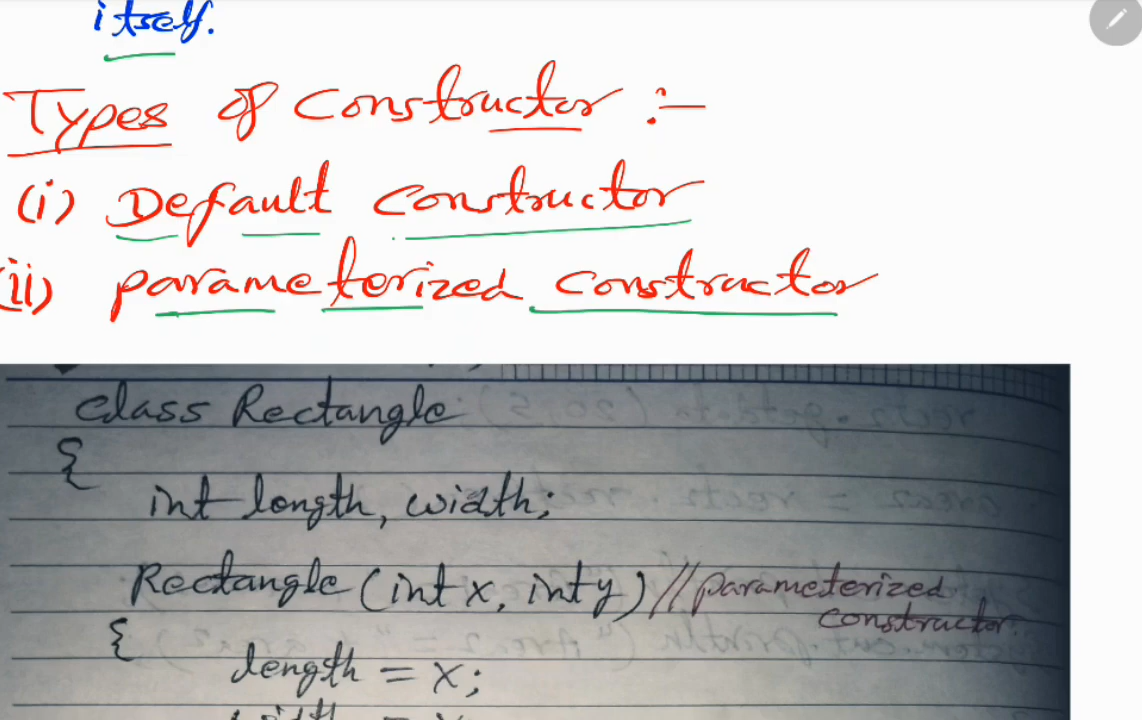 itself.
Types of Constructor :-
(i) Default constructor
(ii) parameterized constructor
class Rectangle
{
int length, width;
Rectangle (int x, int y) // parameterized
constructor.
{
length = x;